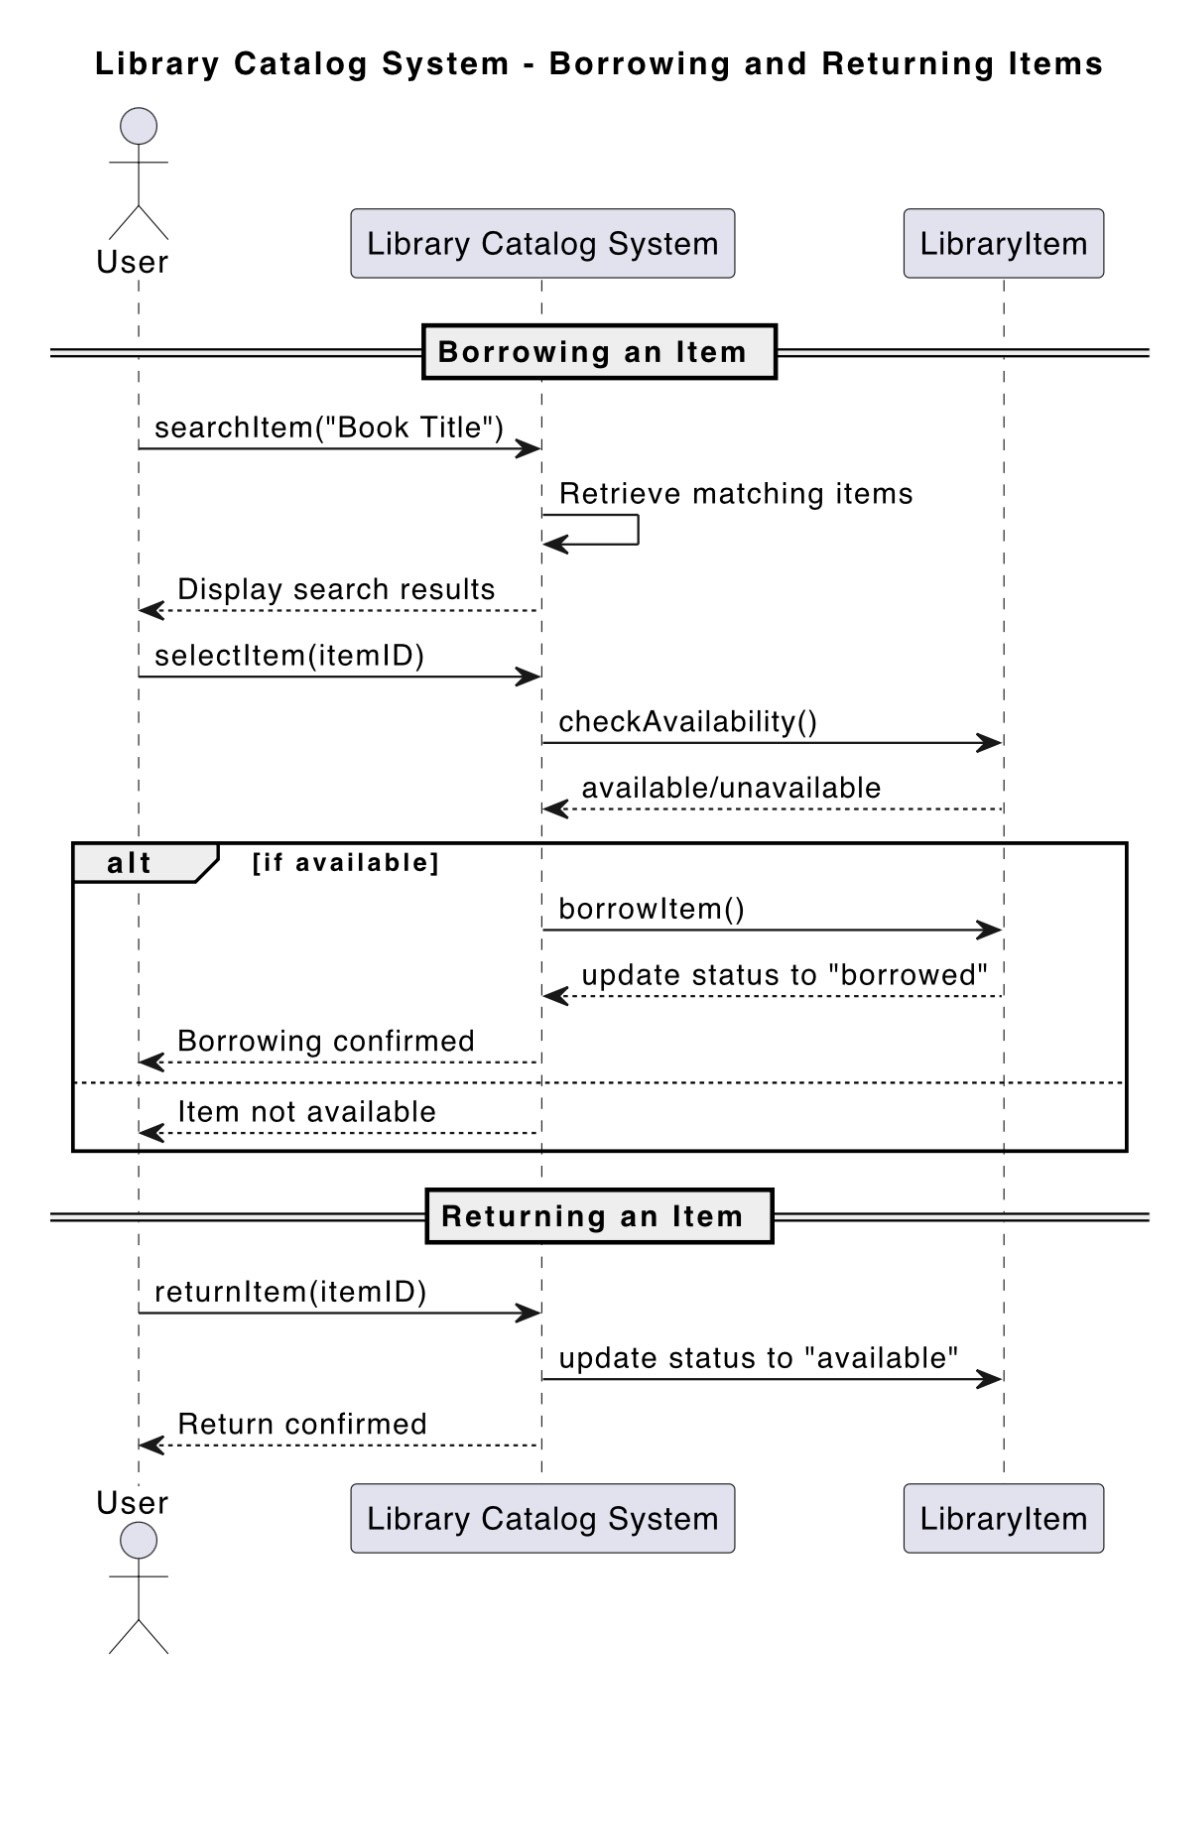 Library Catalog System - Borrowing and Returning Items
User
Library Catalog System
LibraryItem
Borrowing an Item
searchItem("Book Title")
Retrieve matching items
Display search results
selectItem(itemID)
checkAvailability()
available/unavailable
alt [if available]
borrowItem()
update status to "borrowed"
Borrowing confirmed
Item not available
Returning an Item
returnItem(itemID)
update status to "available"
Return confirmed
User
Library Catalog System
LibraryItem